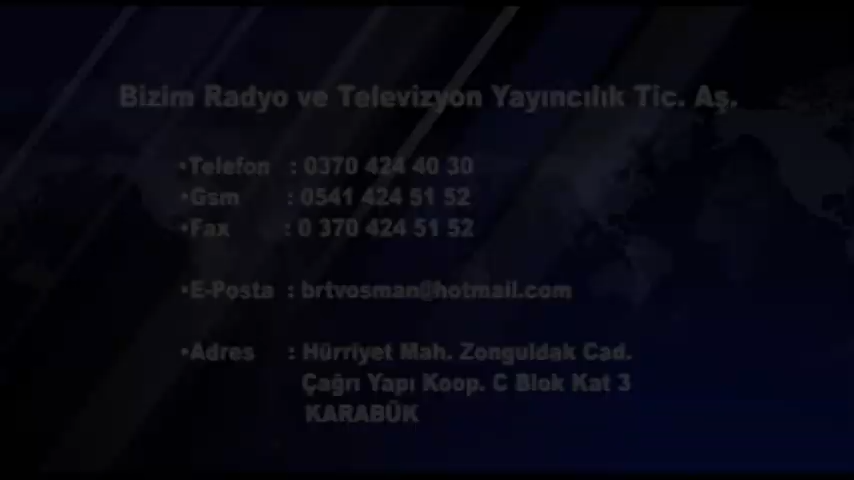 Bizim Radyo ve Televizyon Yayıncılık Tic. Aş.
•Telefon : 0370 424 40 30
•Gsm : 0541 424 51 52
•Fax : 0 370 424 51 52
•E-Posta : brtvosman@hotmail.com
•Adres : Hürriyet Mah. Zonguldak Cad.
Çağrı Yapı Koop. C Blok Kat 3
KARABÜK